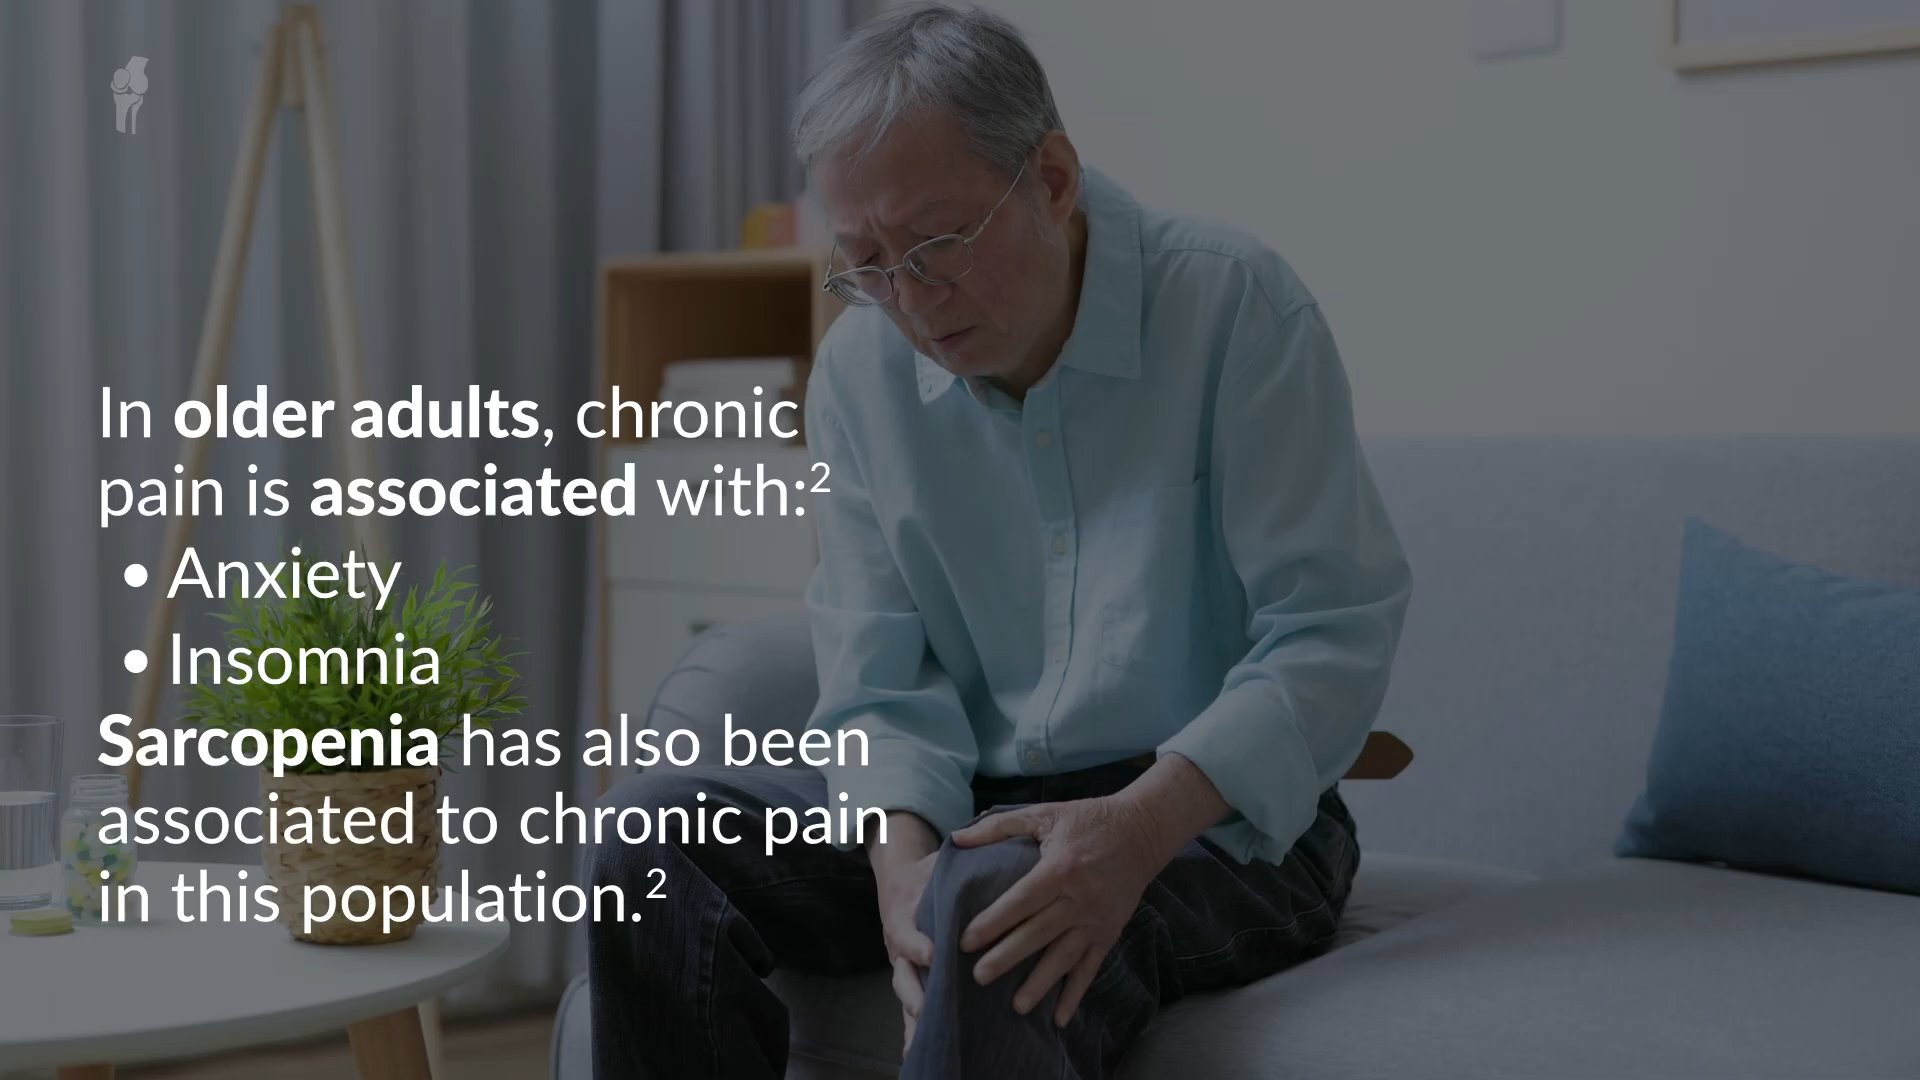 In older adults, chronic
pain is associated with:²
• Anxiety
• Insomnia
Sarcopenia has also been
associated to chronic pain
in this population.²